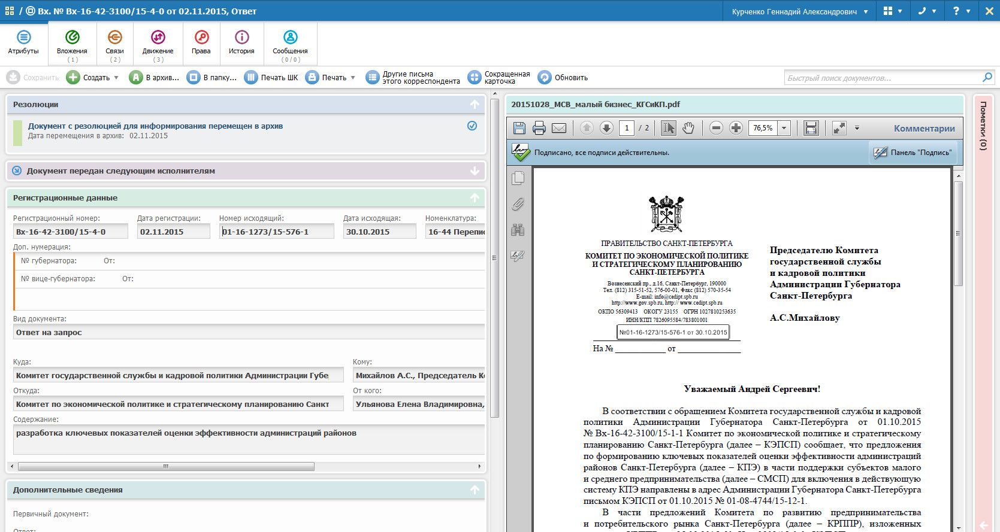 / Вх. № Вх-16-42-3100/15-4-0 от 02.11.2015, Ответ
Курченко Геннадий Александрович
?
Атрибуты
Вложения
( 1 )
Связи
( 2 )
Движение
( 3 )
Права
История
Сообщения
( 0 / 0 )
Сохранить
Создать
В архив...
В папку...
Печать ШК
Печать
Другие письма
этого корреспондента
Сокращенная
карточка
Обновить
Быстрый поиск документов...
Резолюции
Документ с резолюцией для информирования перемещен в архив
Дата перемещения в архив: 02.11.2015
Документ передан следующим исполнителям
Регистрационные данные
Регистрационный номер:
Дата регистрации:
Номер исходящий:
Дата исходящая:
Номенклатура:
Вх-16-42-3100/15-4-0
02.11.2015
01-16-1273/15-576-1
30.10.2015
16-44 Перепис
Доп. нумерация:
№ губернатора: От:
№ вице-губернатора: От:
Вид документа:
Ответ на запрос
Куда:
Кому:
Комитет государственной службы и кадровой политики Администрации Губе
Михайлов А.С., Председатель К
Откуда:
От кого:
Комитет по экономической политике и стратегическому планированию Санкт
Ульянова Елена Владимировна,
Содержание:
разработка ключевых показателей оценки эффективности администраций районов
Дополнительные сведения
Первичный документ:
Ответ:
20151028_МСВ_малый бизнес_КГСиКП.pdf
1 / 2
76,5%
Комментарии
Подписано, все подписи действительны.
Панель "Подпись"
ПРАВИТЕЛЬСТВО САНКТ-ПЕТЕРБУРГА
КОМИТЕТ ПО ЭКОНОМИЧЕСКОЙ ПОЛИТИКЕ
И СТРАТЕГИЧЕСКОМУ ПЛАНИРОВАНИЮ
САНКТ-ПЕТЕРБУРГА
Вознесенский пр., д.16, Санкт-Петербург, 190000
Тел. (812) 315-51-52, 576-00-01, Факс (812) 570-35-54
E-mail: info@cedipt.spb.ru
http://www.gov.spb.ru, http:// www.cedipt.spb.ru
ОКПО 56309413 ОКОГУ 23155 ОГРН 1027810253635
ИНН/КПП 7826095584/783801001
№01-16-1273/15-576-1 от 30.10.2015
На № ____________ от _______________
Председателю Комитета
государственной службы
и кадровой политики
Администрации Губернатора
Санкт-Петербурга
А.С.Михайлову
Уважаемый Андрей Сергеевич!
В соответствии с обращением Комитета государственной службы и кадровой
политики Администрации Губернатора Санкт-Петербурга от 01.10.2015
№ Вх-16-42-3100/15-1-1 Комитет по экономической политике и стратегическому
планированию Санкт-Петербурга (далее – КЭПСП) сообщает, что предложения
по формированию ключевых показателей оценки эффективности администраций
районов Санкт-Петербурга (далее – КПЭ) в части поддержки субъектов малого
и среднего предпринимательства (далее – СМСП) для включения в действующую
систему КПЭ направлены в адрес Администрации Губернатора Санкт-Петербурга
письмом КЭПСП от 01.10.2015 № 01-08-4744/15-12-1.
В части предложений Комитета по развитию предпринимательства
и потребительского рынка Санкт-Петербурга (далее – КРППР), изложенных
Пометки (0)